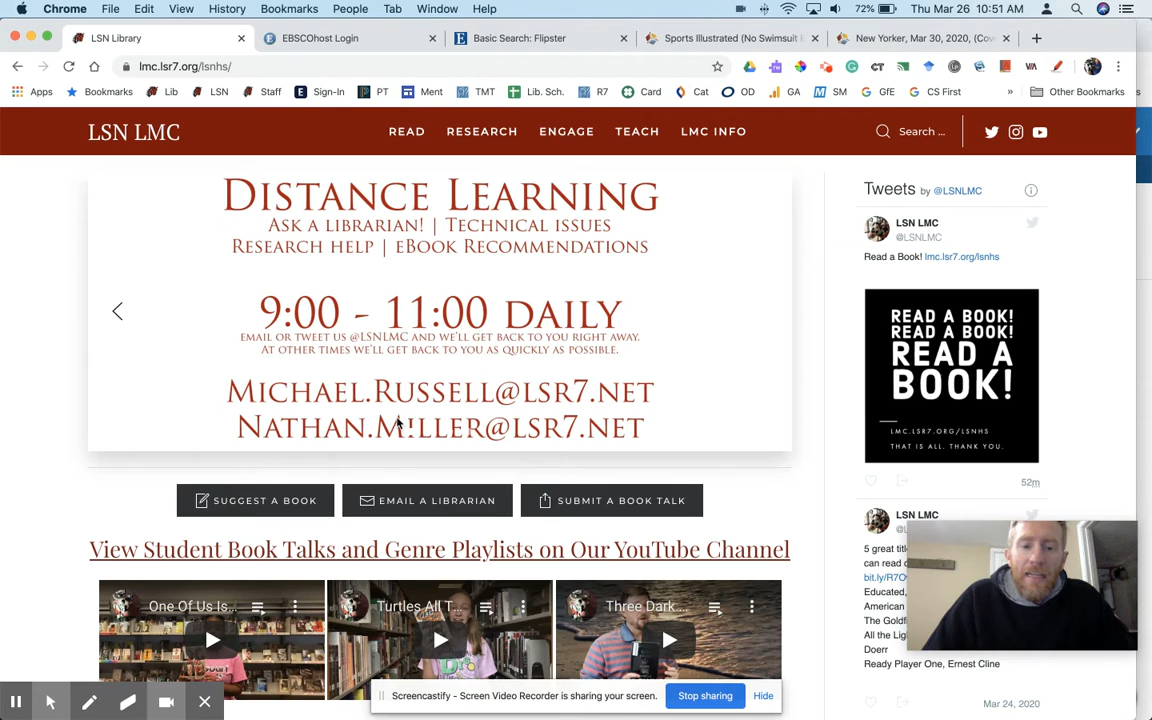 Chrome File Edit View History Bookmarks People Tab Window Help 72% Thu Mar 26 10:51 AM
LSN Library EBSCOhost Login Basic Search: Flipster Sports Illustrated (No Swimsuit New Yorker, Mar 30, 2020, (Cov
lmc.lsr7.org/lsnhs/
Apps Bookmarks Lib LSN Staff Sign-In PT Ment TMT Lib. Sch. R7 Card Cat OD GA SM GfE CS First » Other Bookmarks
LSN LMC READ RESEARCH ENGAGE TEACH LMC INFO Search ...
Distance Learning
Ask a librarian! | Technical issues
Research help | eBook Recommendations
9:00 - 11:00 daily
email or tweet us @LSNLMC and we'll get back to you right away.
At other times we'll get back to you as quickly as possible.
Michael.Russell@lsr7.net
Nathan.Miller@lsr7.net
SUGGEST A BOOK EMAIL A LIBRARIAN SUBMIT A BOOK TALK
View Student Book Talks and Genre Playlists on Our YouTube Channel
One Of Us Is... Turtles All T... Three Dark ...
Tweets by @LSNLMC
LSN LMC
@LSNLMC
Read a Book! lmc.lsr7.org/lsnhs
READ A BOOK!
READ A BOOK!
READ A
BOOK!
LMC.LSR7.ORG/LSNHS
THAT IS ALL. THANK YOU.
52m
LSN LMC
5 great
can read
bit.ly/R7O
Educated,
American
The Goldf
All the Lig
Doerr
Ready Player One, Ernest Cline
Mar 24, 2020
Screencastify - Screen Video Recorder is sharing your screen. Stop sharing Hide